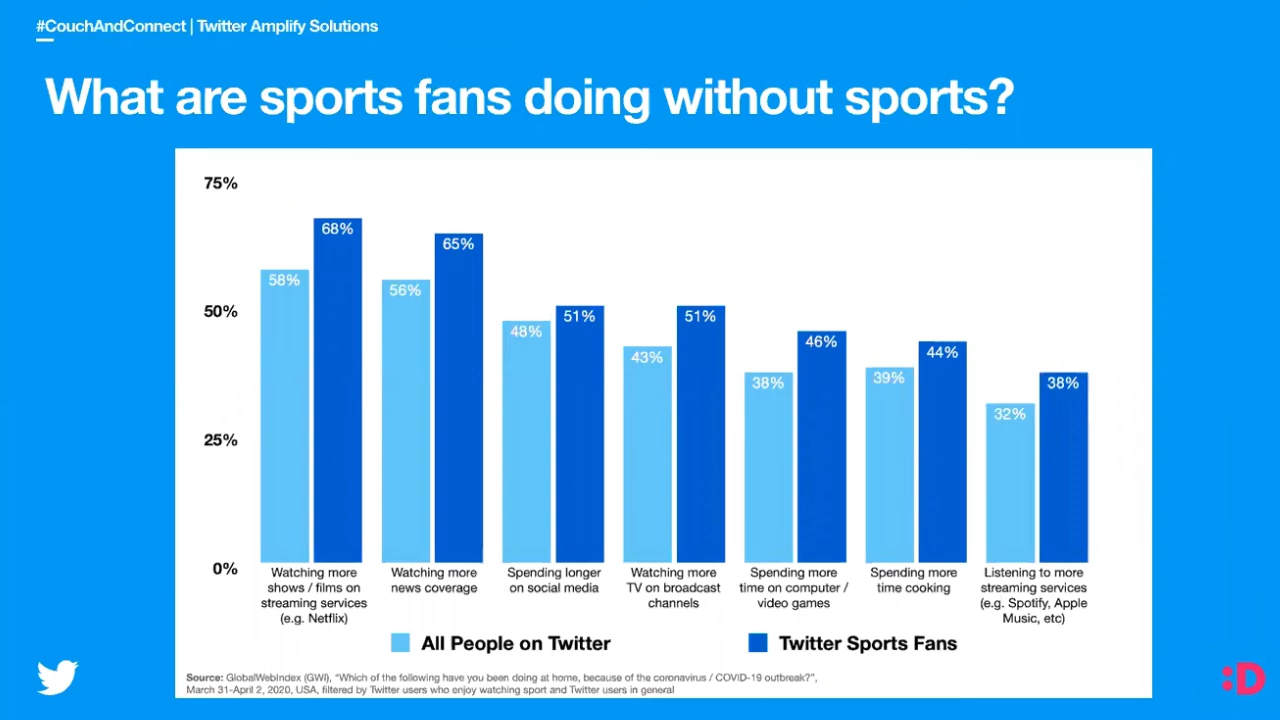 #CouchAndConnect | Twitter Amplify Solutions
What are sports fans doing without sports?
75%
50%
25%
0%
58%
68%
56%
65%
48%
51%
43%
51%
38%
46%
39%
44%
32%
38%
Watching more
shows / films on
streaming services
(e.g. Netflix)
Watching more
news coverage
Spending longer
on social media
Watching more
TV on broadcast
channels
Spending more
time on computer /
video games
Spending more
time cooking
Listening to more
streaming services
(e.g. Spotify, Apple
Music, etc)
All People on Twitter
Twitter Sports Fans
Source: GlobalWebIndex (GWI), “Which of the following have you been doing at home, because of the coronavirus / COVID-19 outbreak?”,
March 31-April 2, 2020, USA, filtered by Twitter users who enjoy watching sport and Twitter users in general
:D